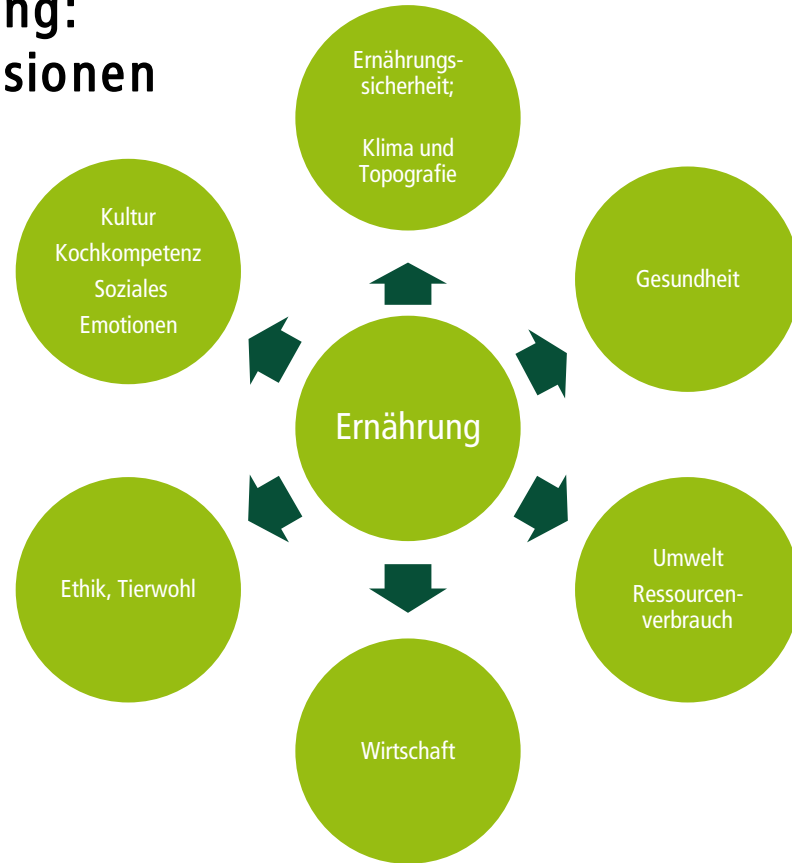 ng:
sionen
Ernährungs-
sicherheit;
Klima und
Topografie
Kultur
Kochkompetenz
Soziales
Emotionen
Gesundheit
Ernährung
Ethik, Tierwohl
Umwelt
Ressourcen-
verbrauch
Wirtschaft